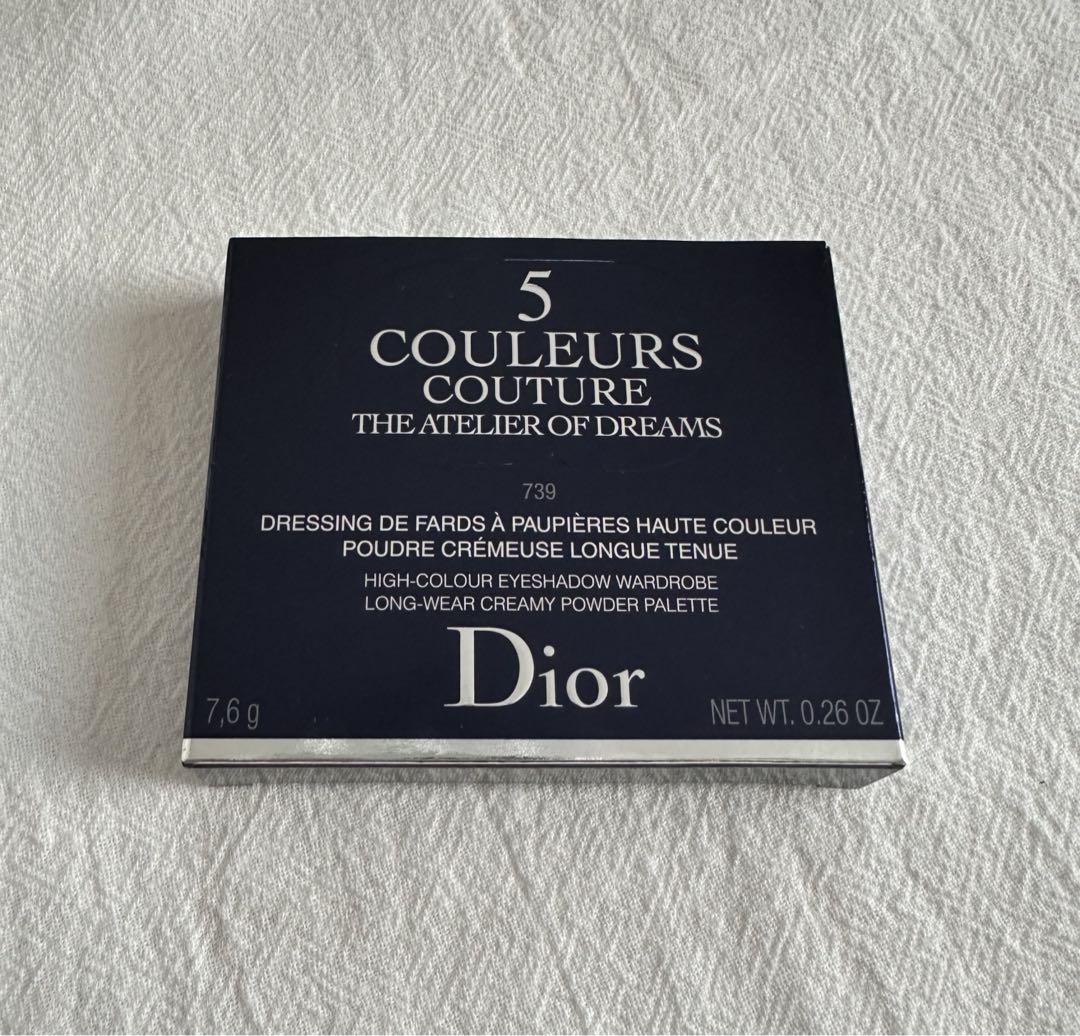 5
COULEURS
COUTURE
THE ATELIER OF DREAMS
739
DRESSING DE FARDS À PAUPIÈRES HAUTE COULEUR
POUDRE CRÉMEUSE LONGUE TENUE
HIGH-COLOUR EYESHADOW WARDROBE
LONG-WEAR CREAMY POWDER PALETTE
Dior
7,6 g NET WT. 0.26 OZ